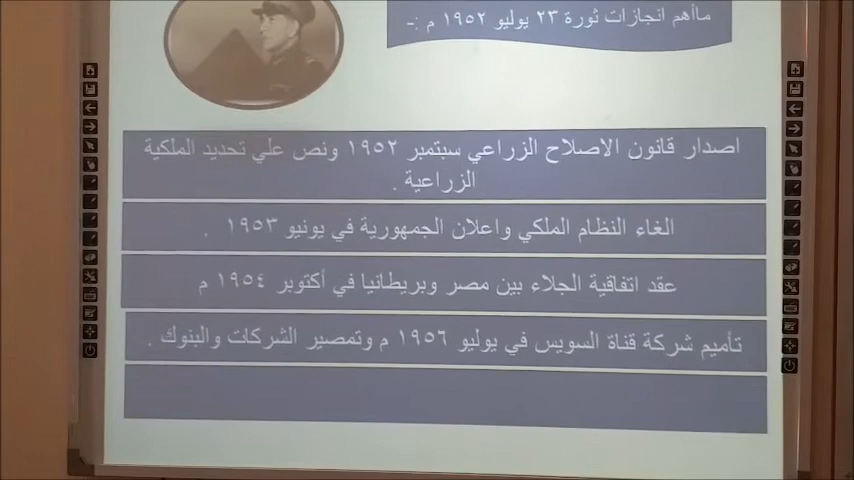 ماأهم انجازات ثورة ٢٣ يوليو ١٩٥٢ م :-
اصدار قانون الاصلاح الزراعي سبتمبر ١٩٥٢ ونص علي تحديد الملكية
الزراعية .
الغاء النظام الملكي واعلان الجمهورية في يونيو ١٩٥٣ .
عقد اتفاقية الجلاء بين مصر وبريطانيا في أكتوبر ١٩٥٤ م
تأميم شركة قناة السويس في يوليو ١٩٥٦ م وتمصير الشركات والبنوك .